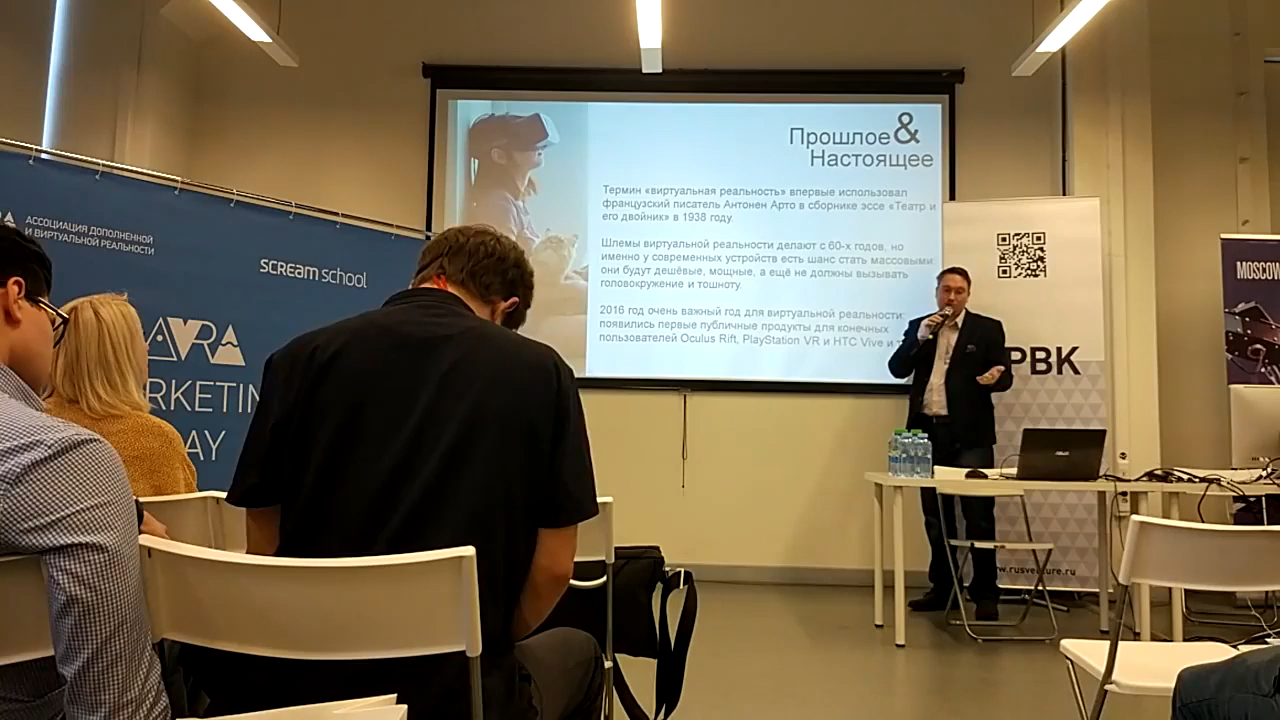 Прошлое &
Настоящее
Термин «виртуальная реальность» впервые использовал
французский писатель Антонен Арто в сборнике эссе «Театр и
его двойник» в 1938 году.
Шлемы виртуальной реальности делают с 60-х годов, но
именно у современных устройств есть шанс стать массовыми:
они будут дешёвые, мощные, а ещё не должны вызывать
головокружение и тошноту.
2016 год очень важный год для виртуальной реальности:
появились первые публичные продукты для конечных
пользователей Oculus Rift, PlayStation VR и HTC Vive и
АССОЦИАЦИЯ ДОПОЛНЕННОЙ
И ВИРТУАЛЬНОЙ РЕАЛЬНОСТИ
SCREAM SCHOOL
AVRA
RKETIN
AY
РВК
w.rusventure.ru
MOSCOW
ASUS